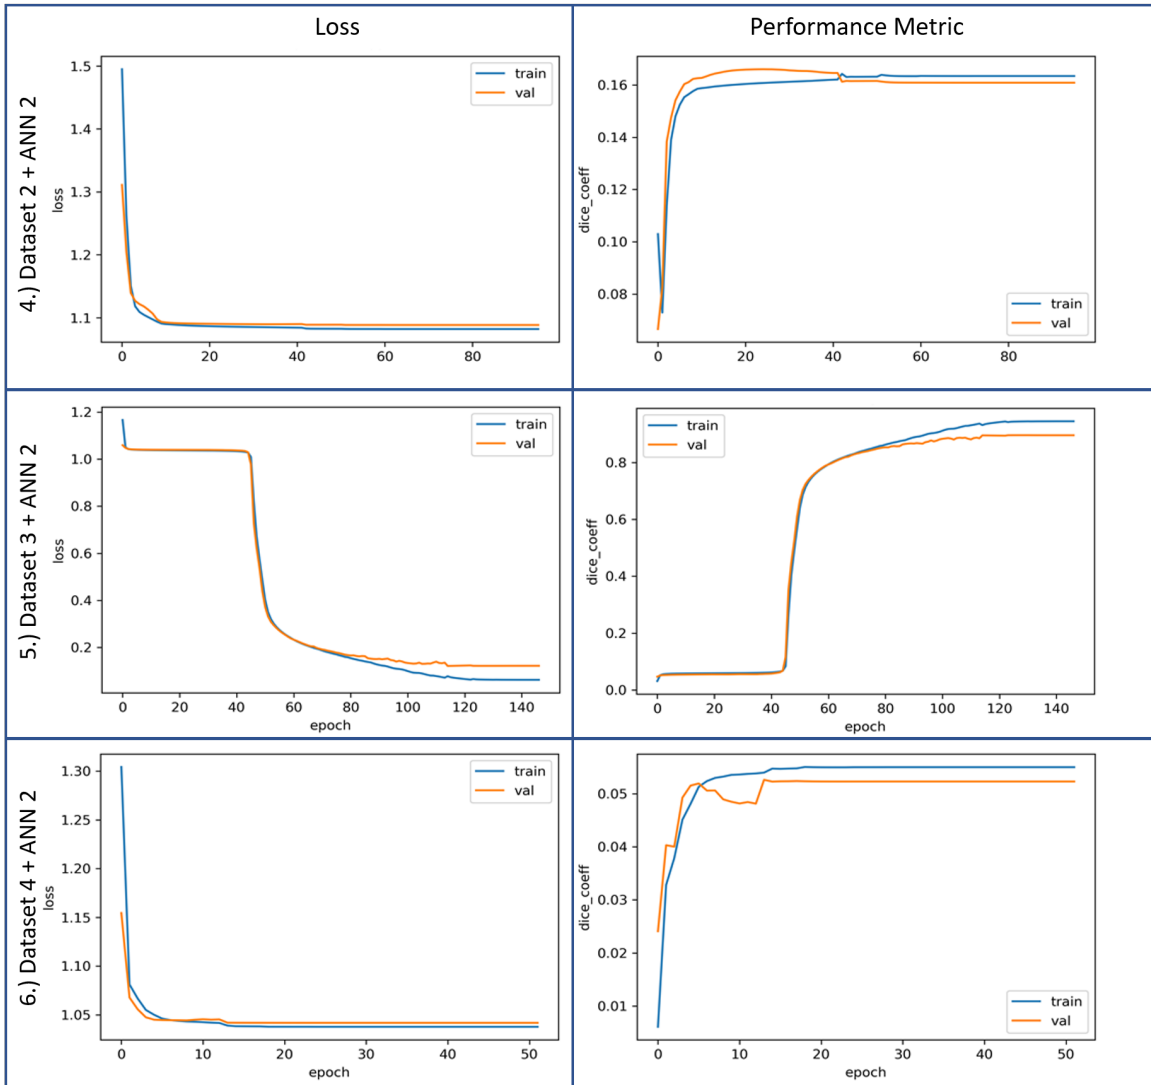 Loss
Performance Metric
4.) Dataset 2 + ANN 2
loss
1.5
1.4
1.3
1.2
1.1
0 20 40 60 80
train
val
dice_coeff
0.16
0.14
0.12
0.10
0.08
0 20 40 60 80
train
val
5.) Dataset 3 + ANN 2
loss
1.2
1.0
0.8
0.6
0.4
0.2
0 20 40 60 80 100 120 140
epoch
train
val
dice_coeff
0.8
0.6
0.4
0.2
0.0
0 20 40 60 80 100 120 140
epoch
train
val
6.) Dataset 4 + ANN 2
loss
1.30
1.25
1.20
1.15
1.10
1.05
0 10 20 30 40 50
epoch
train
val
dice_coeff
0.05
0.04
0.03
0.02
0.01
0 10 20 30 40 50
epoch
train
val